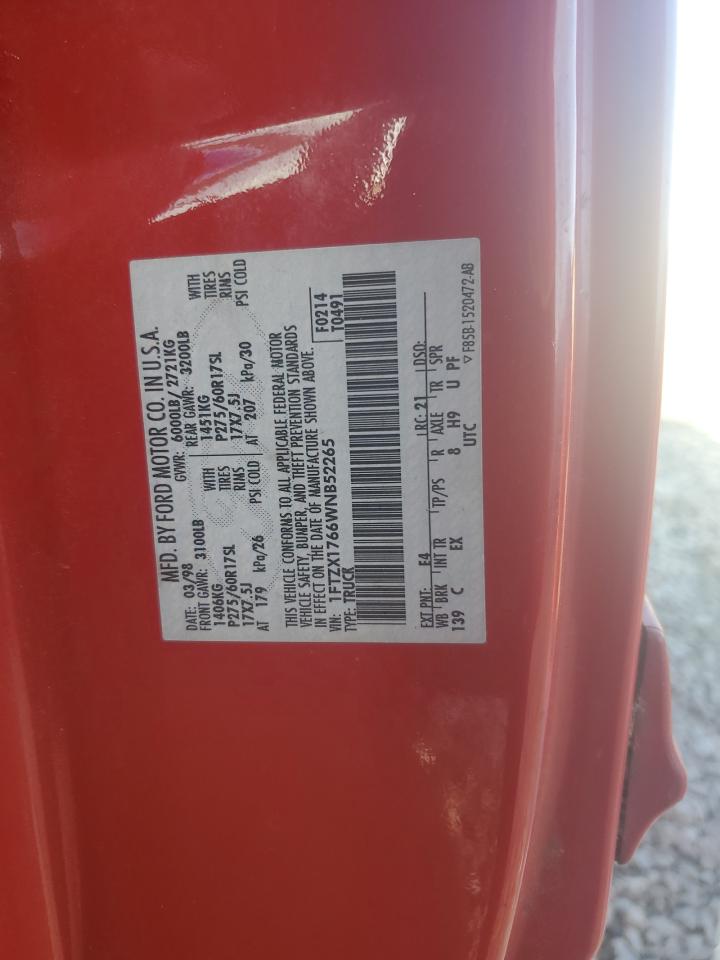 MFD. BY FORD MOTOR CO. IN U.S.A.
DATE: 03/98 GVWR: 6000LB/ 2721KG
FRONT GAWR: 3100LB REAR GAWR: 3200LB
1406KG WITH 1451KG WITH
P275/60R17SL TIRES P275/60R17SL TIRES
17X7.5J RIMS 17X7.5J RIMS
AT 179 kPa/26 PSI COLD AT 207 kPa/30 PSI COLD
THIS VEHICLE CONFORMS TO ALL APPLICABLE FEDERAL MOTOR
VEHICLE SAFETY, BUMPER, AND THEFT PREVENTION STANDARDS
IN EFFECT ON THE DATE OF MANUFACTURE SHOWN ABOVE.
VIN: 1FTZX1766WNB52265 F0214
TYPE: TRUCK T0491
EXT PNT: E4 RC: 21 DSO:
WB BRK INT TR TP/PS R AXLE TR SPR
139 C EX 8 H9 U PF
UTC
▽ F85B-1520472-AB